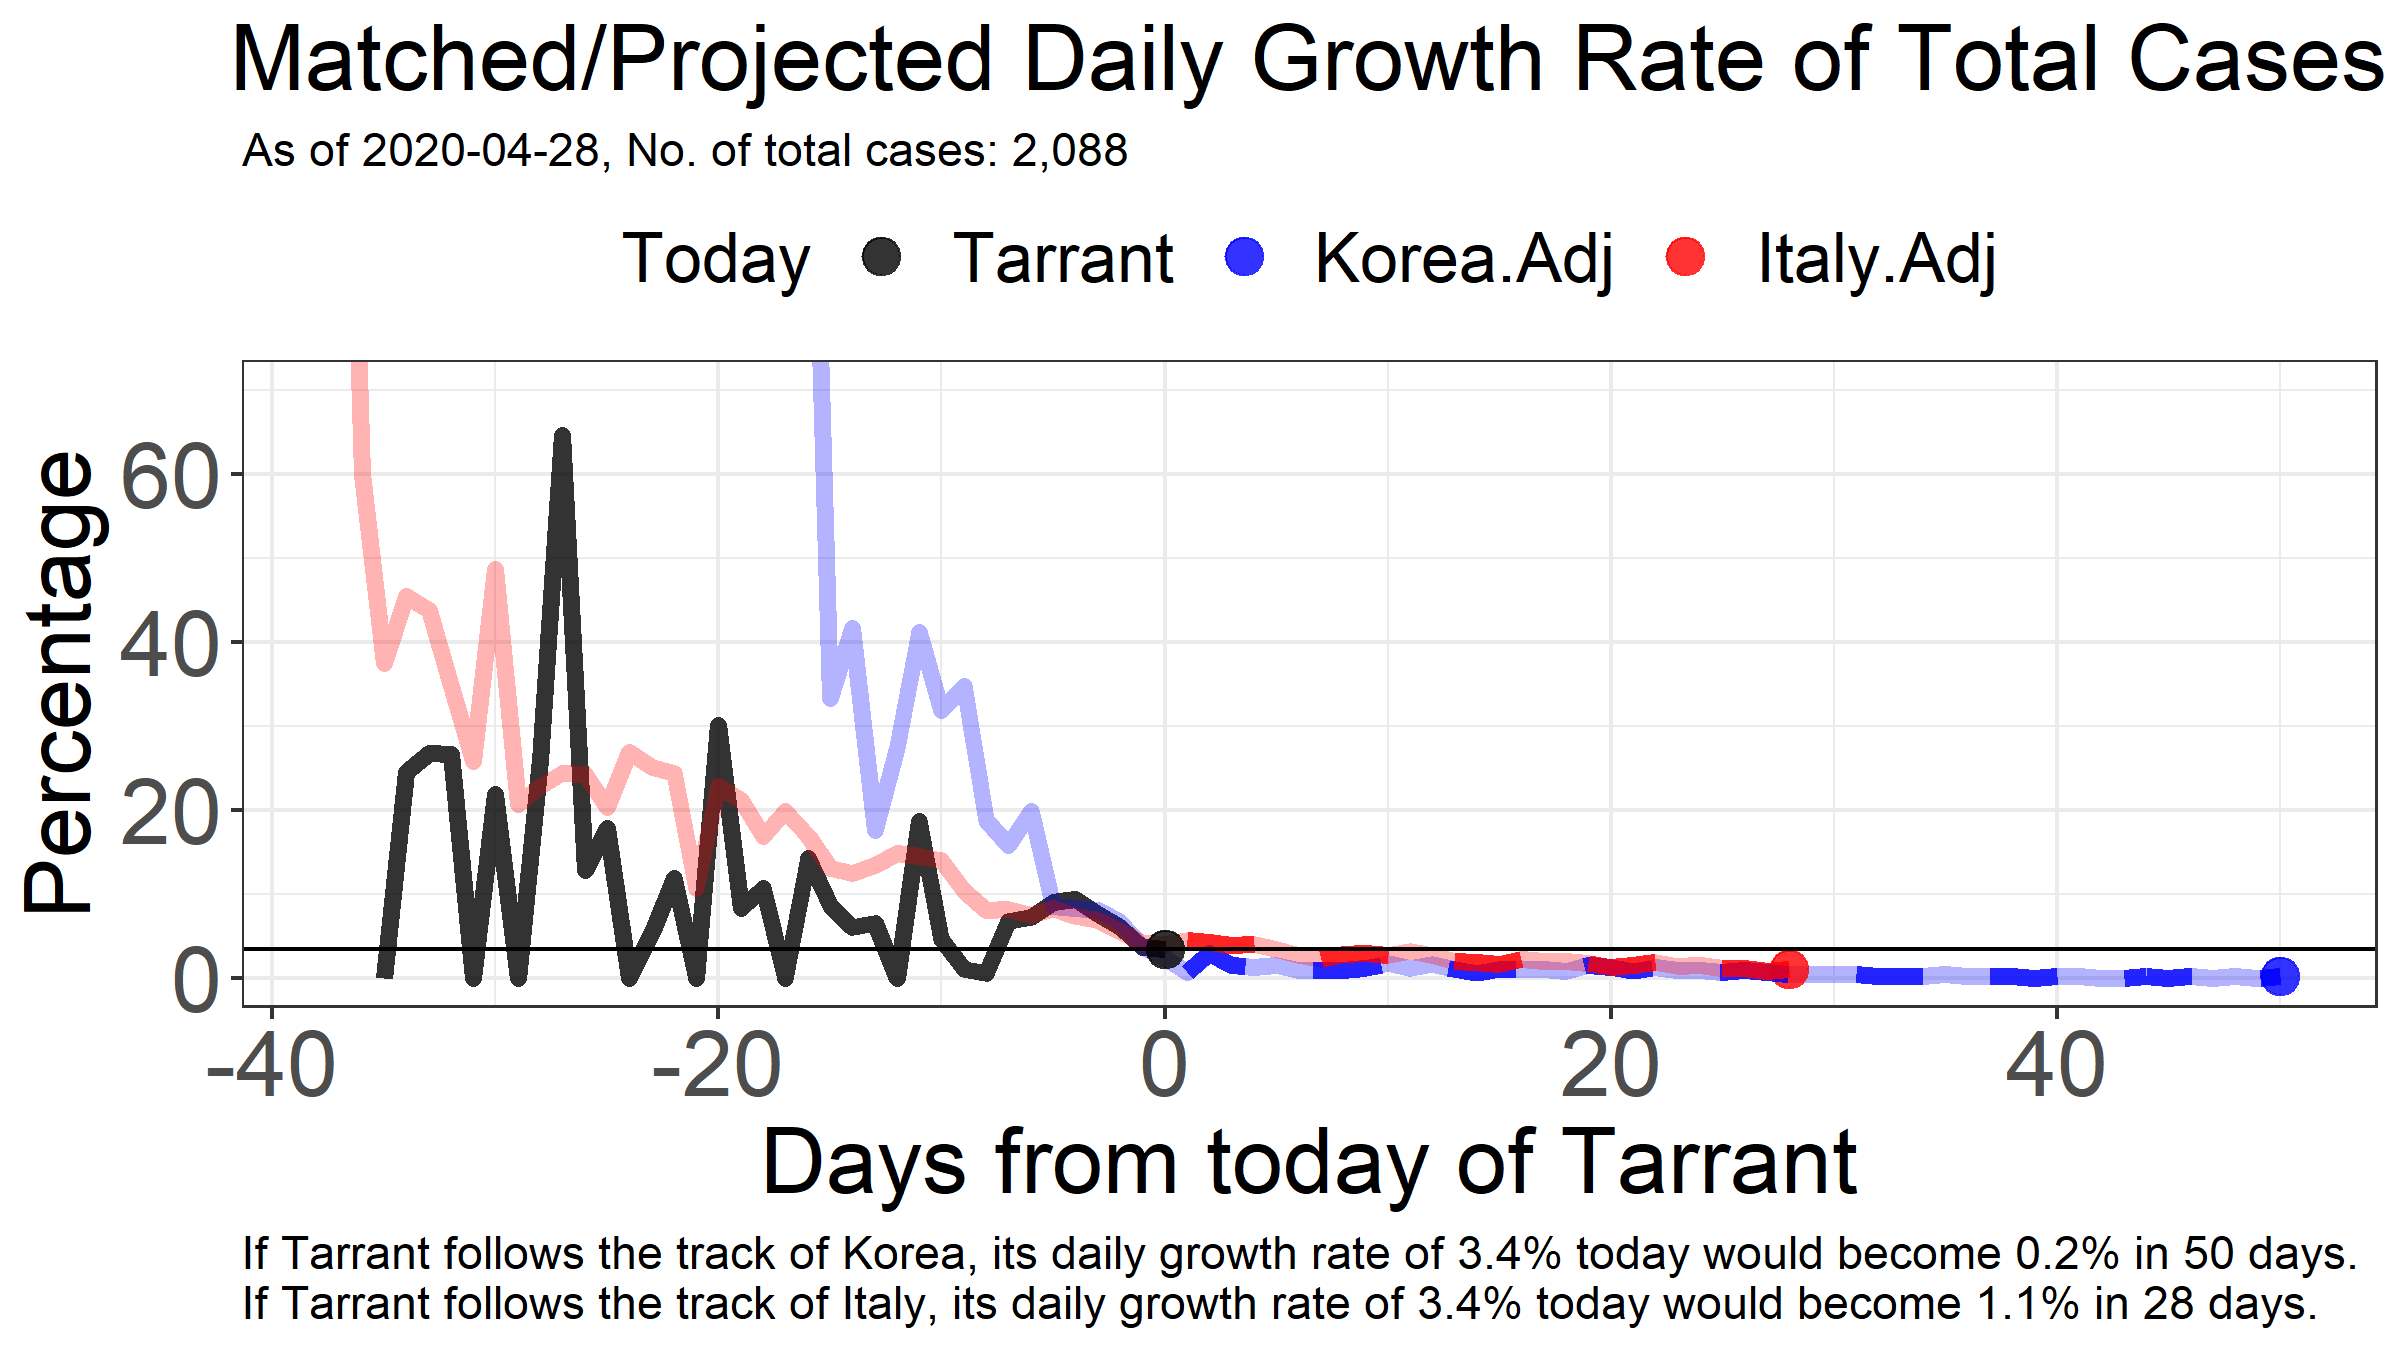 Matched/Projected Daily Growth Rate of Total Cases
As of 2020-04-28, No. of total cases: 2,088
Today Tarrant Korea.Adj Italy.Adj
Percentage
60
40
20
0
-40 -20 0 20 40
Days from today of Tarrant
If Tarrant follows the track of Korea, its daily growth rate of 3.4% today would become 0.2% in 50 days.
If Tarrant follows the track of Italy, its daily growth rate of 3.4% today would become 1.1% in 28 days.